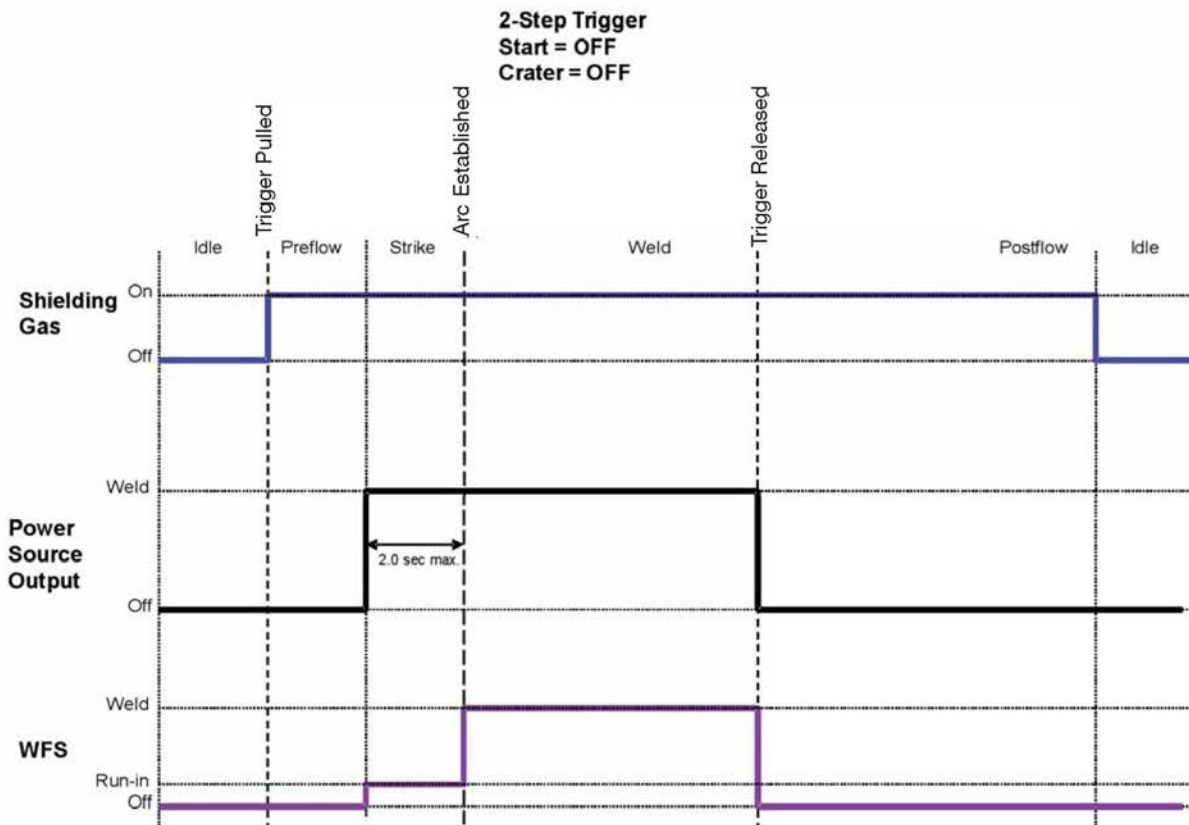 2-Step Trigger
Start = OFF
Crater = OFF
Trigger Pulled
Arc Established
Trigger Released
Idle
Preflow
Strike
Weld
Postflow
Idle
Shielding
Gas
On
Off
Power
Source
Output
Weld
2.0 sec max.
Off
WFS
Weld
Run-in
Off